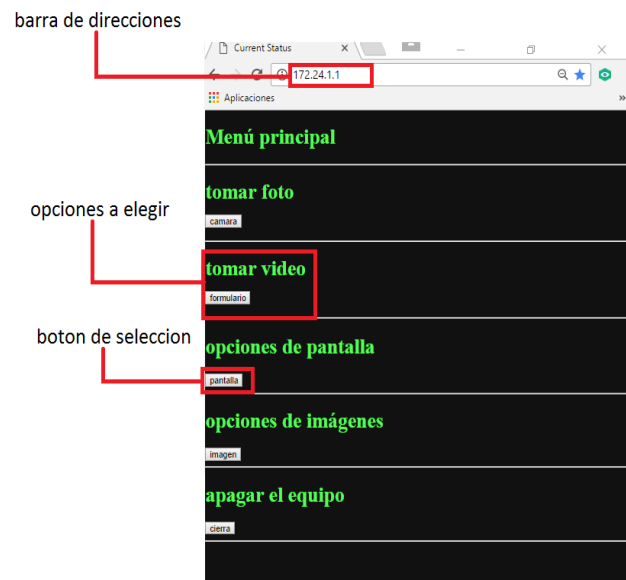 barra de direcciones
Current Status
172.24.1.1
Aplicaciones
»
Menú principal
tomar foto
camara
opciones a elegir
tomar video
formulario
boton de seleccion
opciones de pantalla
pantalla
opciones de imágenes
imagen
apagar el equipo
cierra